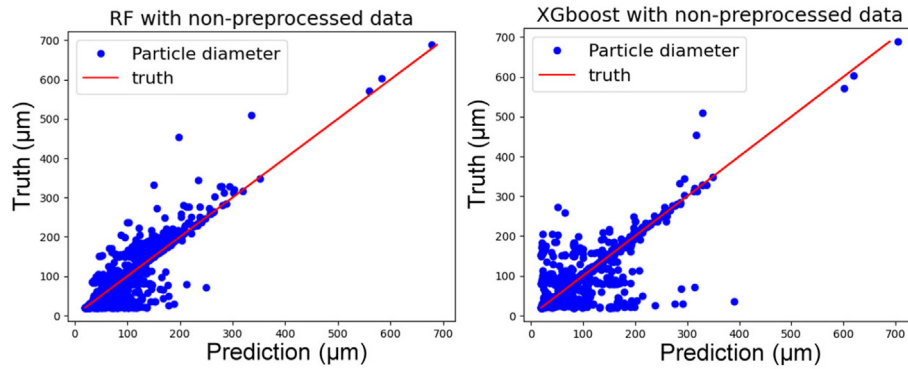 RF with non-preprocessed data
700
600
500
400
300
200
100
0
Truth (μm)
Particle diameter
truth
0 100 200 300 400 500 600 700
Prediction (μm)
XGboost with non-preprocessed data
700
600
500
400
300
200
100
0
Truth (μm)
Particle diameter
truth
0 100 200 300 400 500 600 700
Prediction (μm)